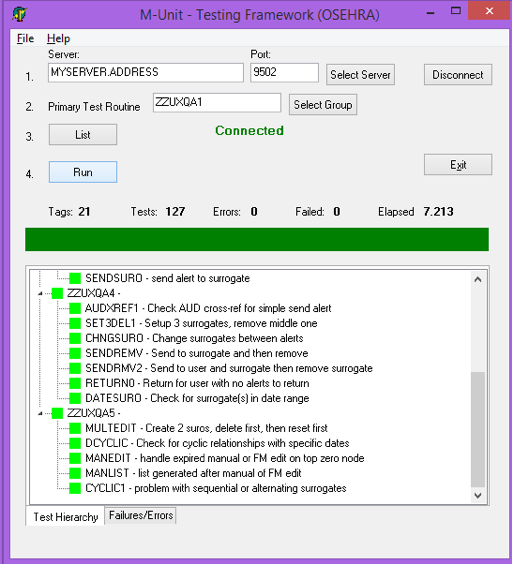 M-Unit - Testing Framework (OSEHRA)
File Help
Server: Port:
1. MYSERVER.ADDRESS 9502 Select Server Disconnect
2. Primary Test Routine ZZUXQA1 Select Group
3. List Connected
4. Run Exit
Tags: 21 Tests: 127 Errors: 0 Failed: 0 Elapsed 7.213
SENDSURO - send alert to surrogate
ZZUXQA4 -
AUDXREF1 - Check AUD cross-ref for simple send alert
SET3DEL1 - Setup 3 surrogates, remove middle one
CHNGSURO - Change surrogates between alerts
SENDREMV - Send to surrogate and then remove
SENDRMV2 - Send to user and surrogate then remove surrogate
RETURN0 - Return for user with no alerts to return
DATESURO - Check for surrogate(s) in date range
ZZUXQA5 -
MULTEDIT - Create 2 suros, delete first, then reset first
DCYCLIC - Check for cyclic relationships with specific dates
MANEDIT - handle expired manual or FM edit on top zero node
MANLIST - list generated after manual of FM edit
CYCLIC1 - problem with sequential or alternating surrogates
Test Hierarchy Failures/Errors